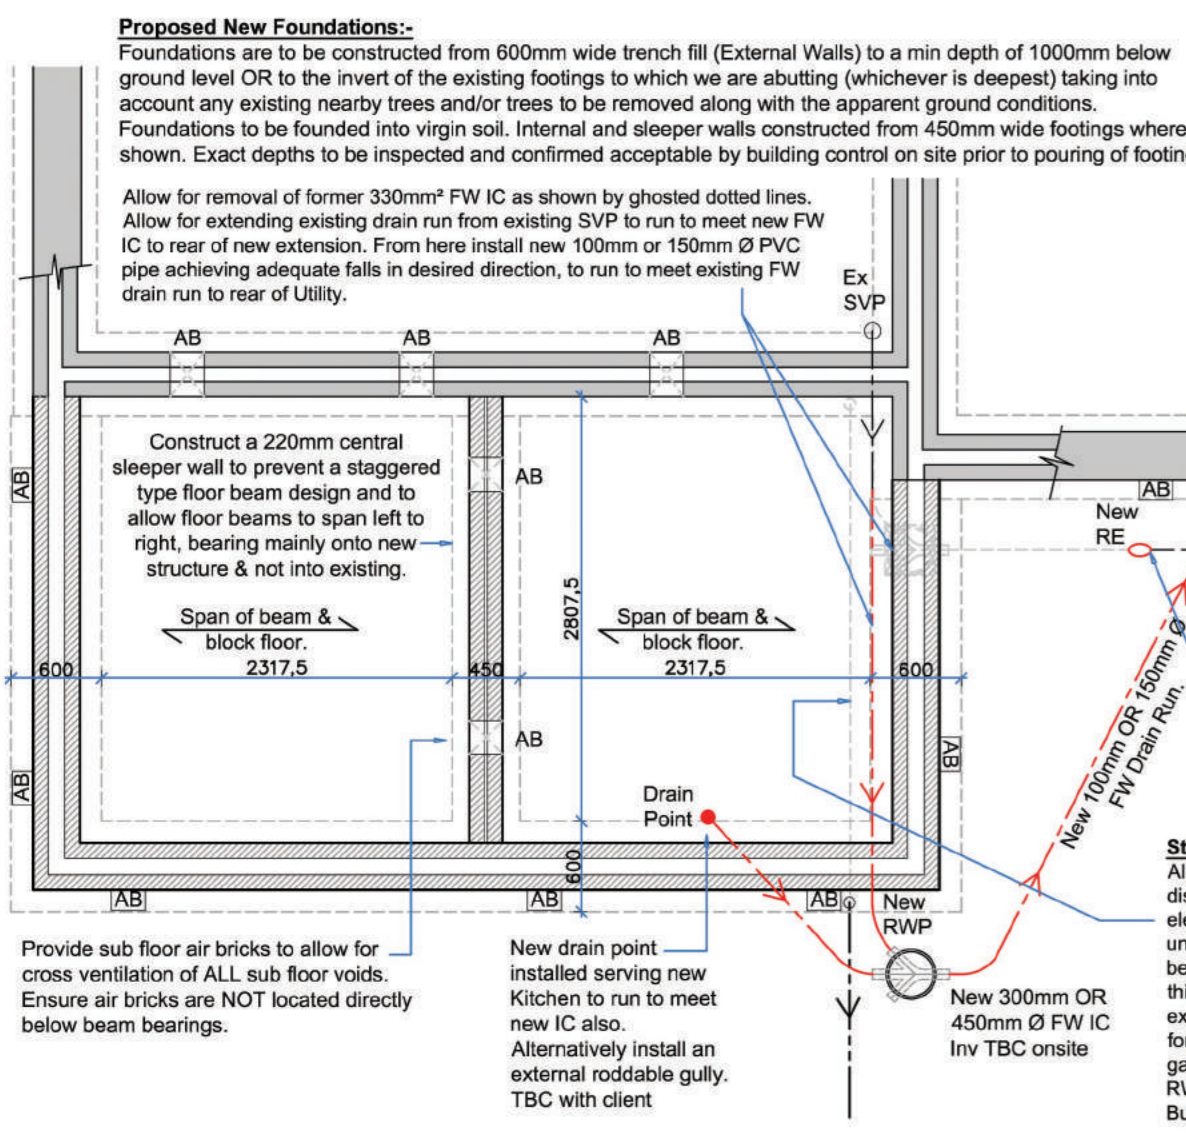 Proposed New Foundations:-
Foundations are to be constructed from 600mm wide trench fill (External Walls) to a min depth of 1000mm below
ground level OR to the invert of the existing footings to which we are abutting (whichever is deepest) taking into
account any existing nearby trees and/or trees to be removed along with the apparent ground conditions.
Foundations to be founded into virgin soil. Internal and sleeper walls constructed from 450mm wide footings where
shown. Exact depths to be inspected and confirmed acceptable by building control on site prior to pouring of footin
Allow for removal of former 330mm² FW IC as shown by ghosted dotted lines.
Allow for extending existing drain run from existing SVP to run to meet new FW
IC to rear of new extension. From here install new 100mm or 150mm Ø PVC
pipe achieving adequate falls in desired direction, to run to meet existing FW
drain run to rear of Utility.
Ex
SVP
AB
AB
AB
Construct a 220mm central
sleeper wall to prevent a staggered
type floor beam design and to
allow floor beams to span left to
right, bearing mainly onto new
structure & not into existing.
AB
AB
AB
New
RE
Span of beam &
block floor.
2807,5
Span of beam &
block floor.
600
2317,5
450
2317,5
600
New 100mm OR 150mm Ø
FW Drain Run.
AB
AB
AB
Drain
Point
600
AB
AB
AB
New
RWP
Provide sub floor air bricks to allow for
cross ventilation of ALL sub floor voids.
Ensure air bricks are NOT located directly
below beam bearings.
New drain point
installed serving new
Kitchen to run to meet
new IC also.
Alternatively install an
external roddable gully.
TBC with client
New 300mm OR
450mm Ø FW IC
Inv TBC onsite
St
Al
dis
ele
un
be
thi
ex
for
ga
RW
Bu